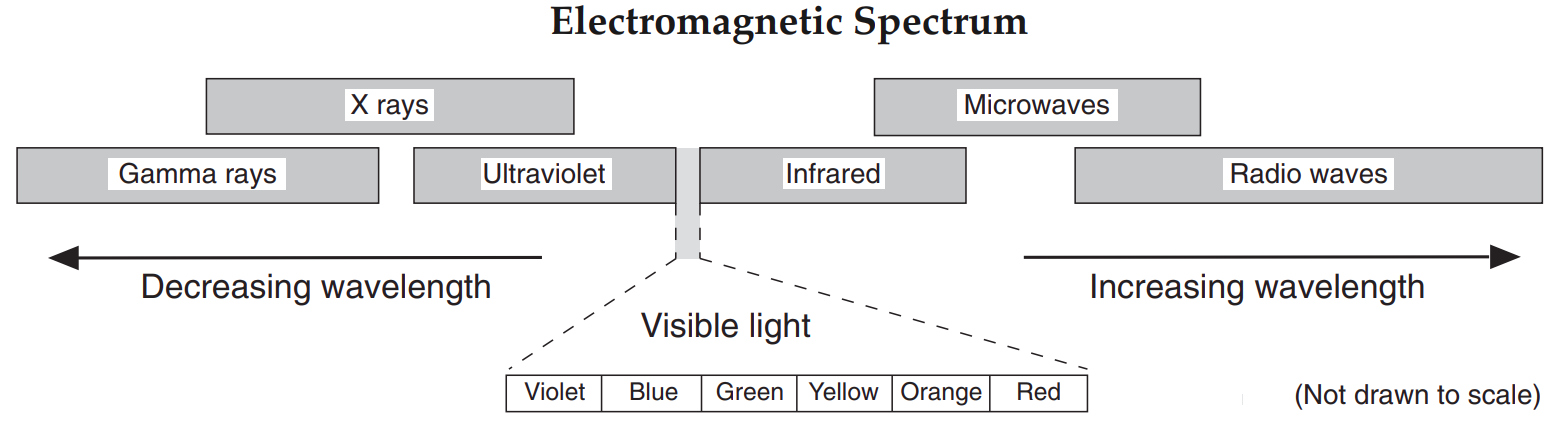 Electromagnetic Spectrum
X rays
Microwaves
Gamma rays
Ultraviolet
Infrared
Radio waves
Decreasing wavelength
Increasing wavelength
Visible light
Violet
Blue
Green
Yellow
Orange
Red
(Not drawn to scale)